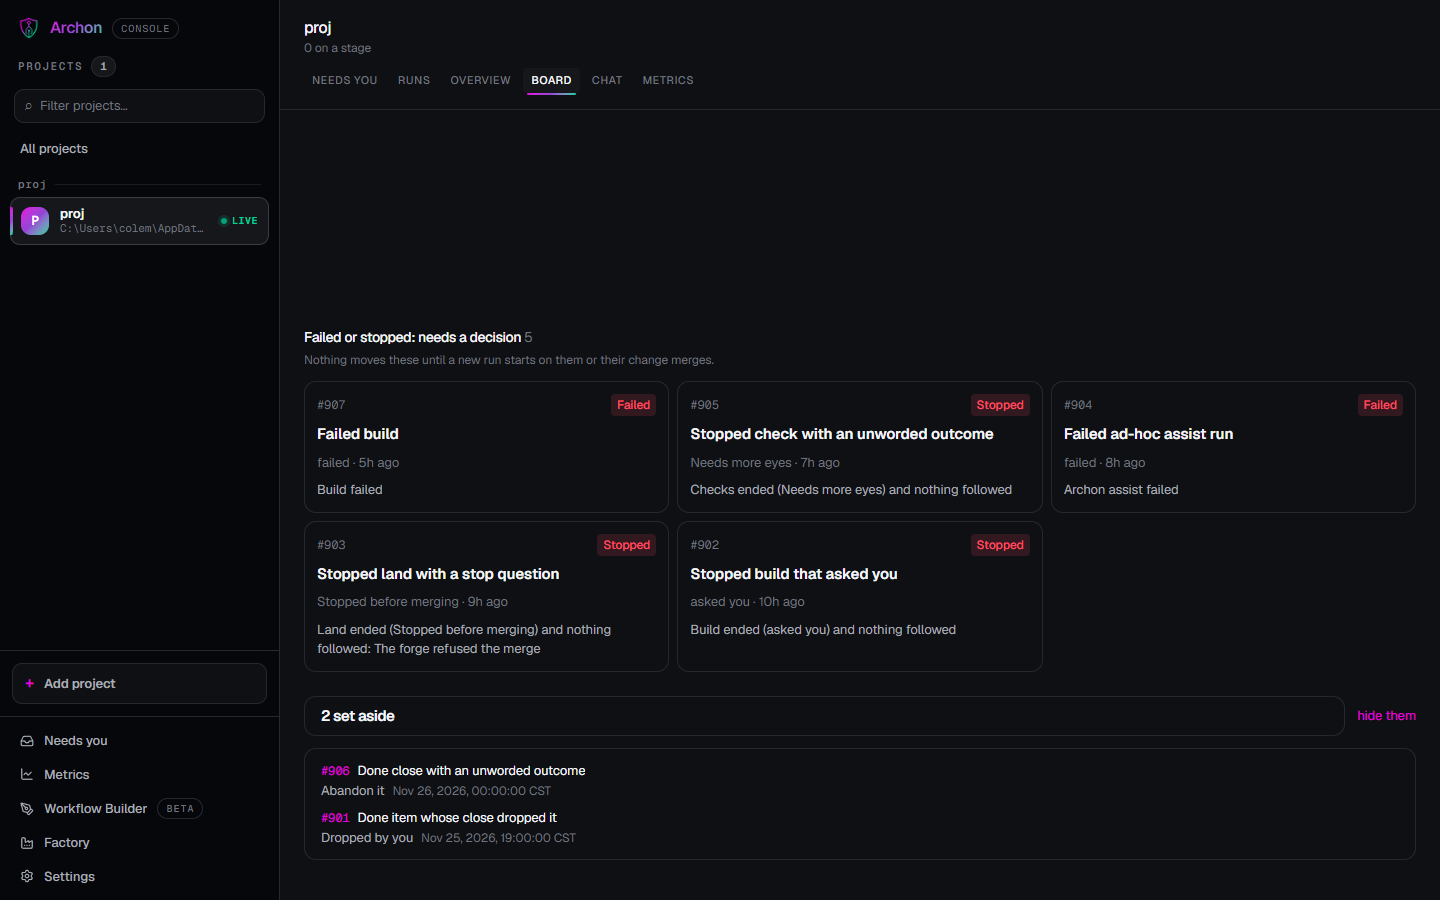 Archon CONSOLE
PROJECTS 1
Filter projects...
All projects
proj
P
proj
C:\Users\colem\AppDat…
LIVE
+ Add project
Needs you
Metrics
Workflow Builder BETA
Factory
Settings
proj
0 on a stage
NEEDS YOU RUNS OVERVIEW BOARD CHAT METRICS
Failed or stopped: needs a decision 5
Nothing moves these until a new run starts on them or their change merges.
#907 Failed
Failed build
failed · 5h ago
Build failed
#905 Stopped
Stopped check with an unworded outcome
Needs more eyes · 7h ago
Checks ended (Needs more eyes) and nothing followed
#904 Failed
Failed ad-hoc assist run
failed · 8h ago
Archon assist failed
#903 Stopped
Stopped land with a stop question
Stopped before merging · 9h ago
Land ended (Stopped before merging) and nothing
followed: The forge refused the merge
#902 Stopped
Stopped build that asked you
asked you · 10h ago
Build ended (asked you) and nothing followed
2 set aside
hide them
#906 Done close with an unworded outcome
Abandon it Nov 26, 2026, 00:00:00 CST
#901 Done item whose close dropped it
Dropped by you Nov 25, 2026, 19:00:00 CST